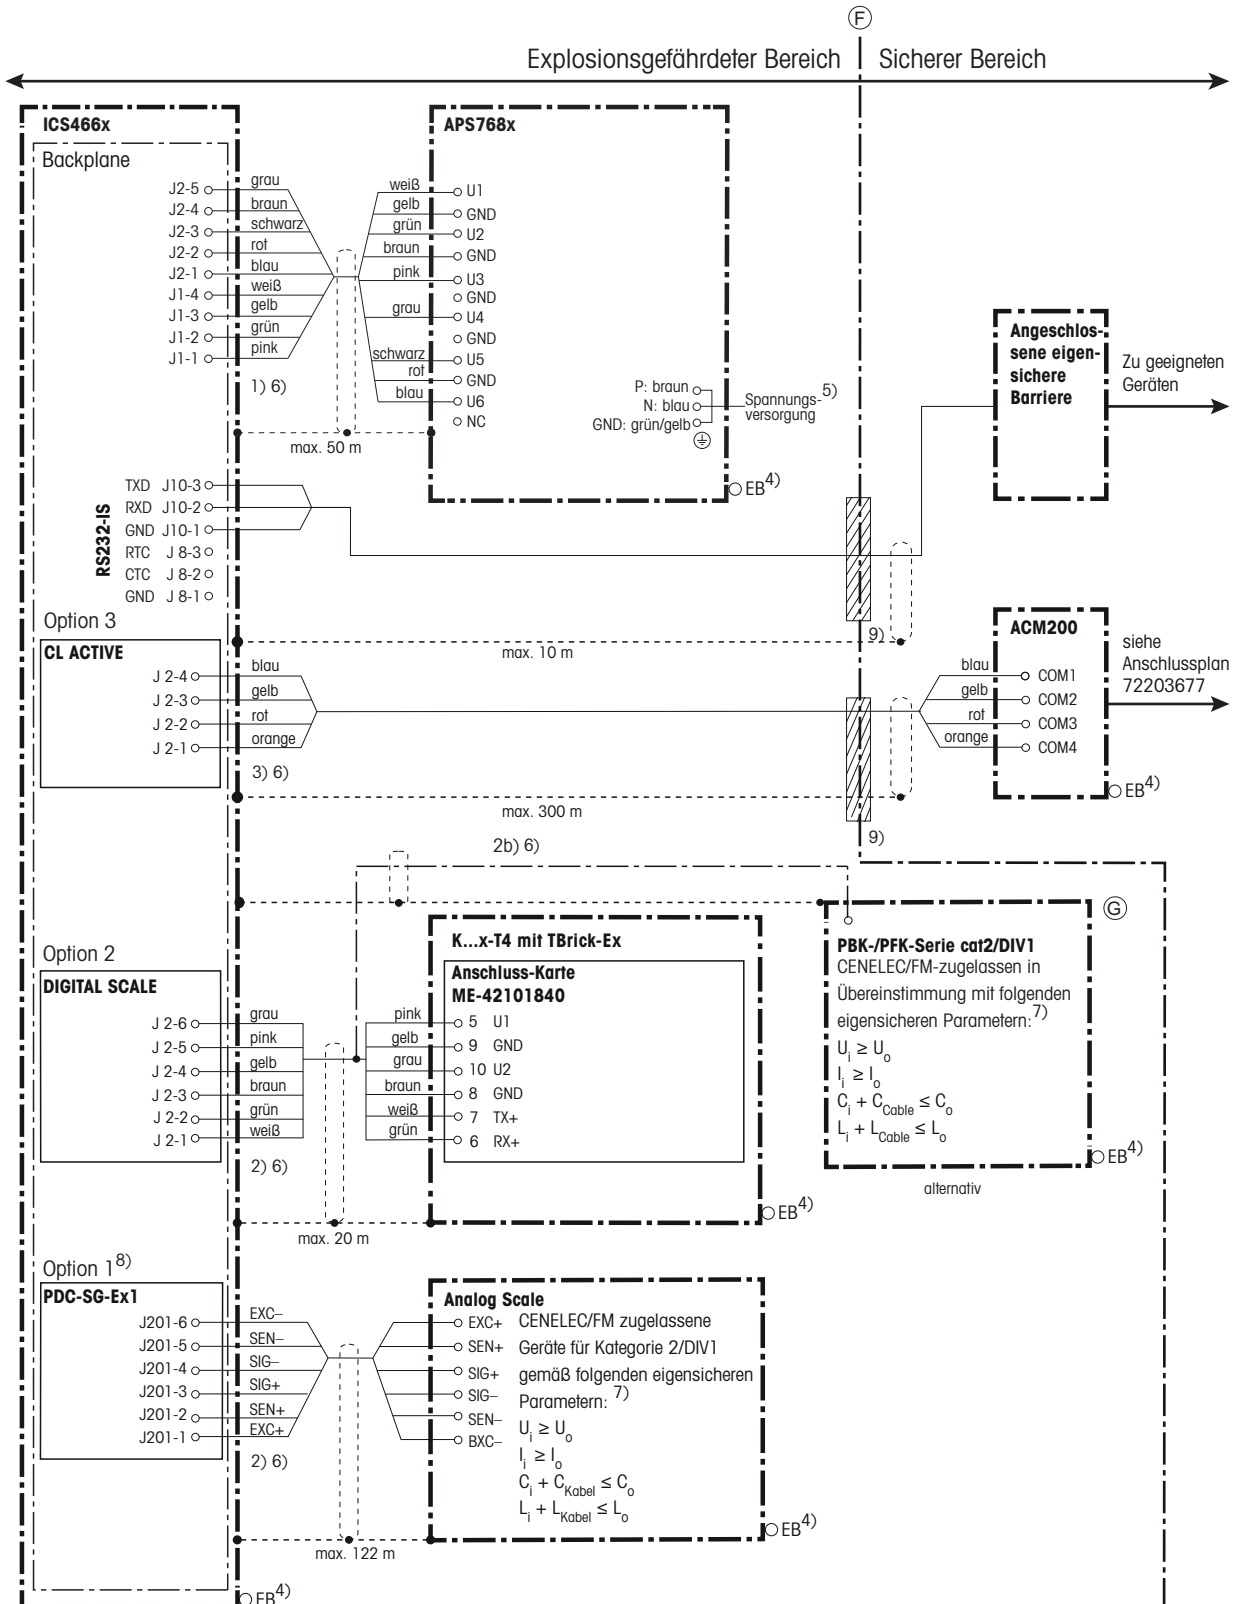 F
Explosionsgefährdeter Bereich
Sicherer Bereich
ICS466x
Backplane
J2-5 grau
J2-4 braun
J2-3 schwarz
J2-2 rot
J2-1 blau
J1-4 weiß
J1-3 gelb
J1-2 grün
J1-1 pink
1) 6)
max. 50 m
APS768x
weiß U1
gelb GND
grün U2
braun GND
pink U3
GND
grau U4
GND
schwarz U5
rot GND
blau U6
NC
P: braun
N: blau
GND: grün/gelb
Spannungs-5)
versorgung
EB4)
Angeschlos-
sene eigen-
sichere
Barriere
Zu geeigneten
Geräten
RS232-IS
TXD J10-3
RXD J10-2
GND J10-1
RTC J 8-3
CTC J 8-2
GND J 8-1
9)
max. 10 m
Option 3
CL ACTIVE
J 2-4 blau
J 2-3 gelb
J 2-2 rot
J 2-1 orange
3) 6)
max. 300 m
9)
ACM200
blau COM1
gelb COM2
rot COM3
orange COM4
siehe
Anschlussplan
72203677
EB4)
2b) 6)
Option 2
DIGITAL SCALE
J 2-6 grau
J 2-5 pink
J 2-4 gelb
J 2-3 braun
J 2-2 grün
J 2-1 weiß
2) 6)
max. 20 m
K...x-T4 mit TBrick-Ex
Anschluss-Karte
ME-42101840
pink 5 U1
gelb 9 GND
grau 10 U2
braun 8 GND
weiß 7 TX+
grün 6 RX+
EB4)
G
PBK-/PFK-Serie cat2/DIV1
CENELEC/FM-zugelassen in
Übereinstimmung mit folgenden
eigensicheren Parametern:7)
Ui ≥ Uo
Ii ≥ Io
Ci + CCable ≤ Co
Li + LCable ≤ Lo
EB4)
alternativ
Option 18)
PDC-SG-Ex1
J201-6 EXC–
J201-5 SEN–
J201-4 SIG–
J201-3 SIG+
J201-2 SEN+
J201-1 EXC+
2) 6)
max. 122 m
Analog Scale
EXC+ CENELEC/FM zugelassene
SEN+ Geräte für Kategorie 2/DIV1
SIG+ gemäß folgenden eigensicheren
SIG– Parametern: 7)
SEN–
BXC–
Ui ≥ Uo
Ii ≥ Io
Ci + CKabel ≤ Co
Li + LKabel ≤ Lo
EB4)
EB4)